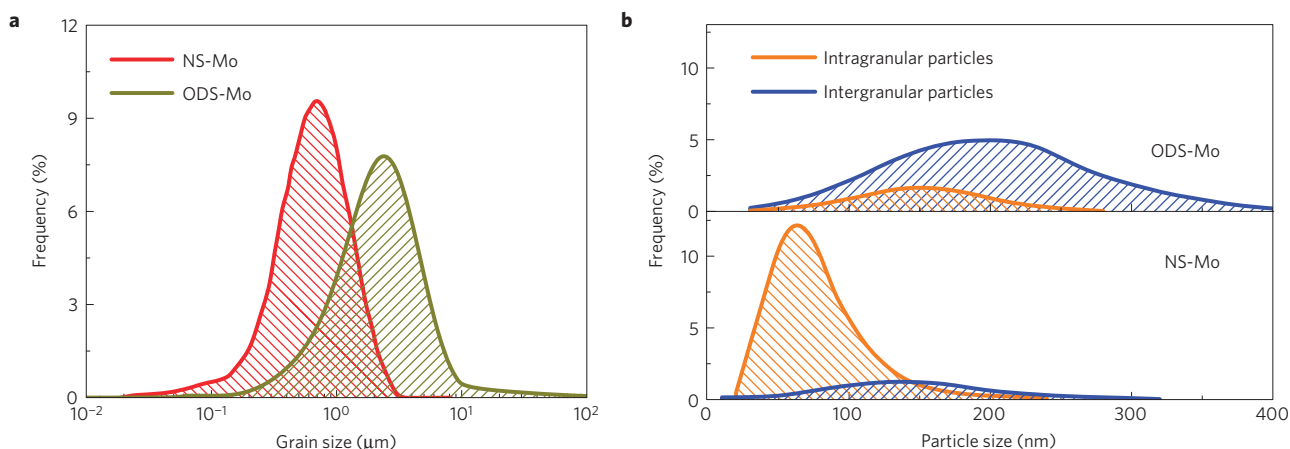 a
12
9
6
3
0
Frequency (%)
NS-Mo
ODS-Mo
10⁻²
10⁻¹
10⁰
10¹
10²
Grain size (μm)
b
10
5
0
Frequency (%)
Intragranular particles
Intergranular particles
ODS-Mo
10
5
0
NS-Mo
0
100
200
300
400
Particle size (nm)